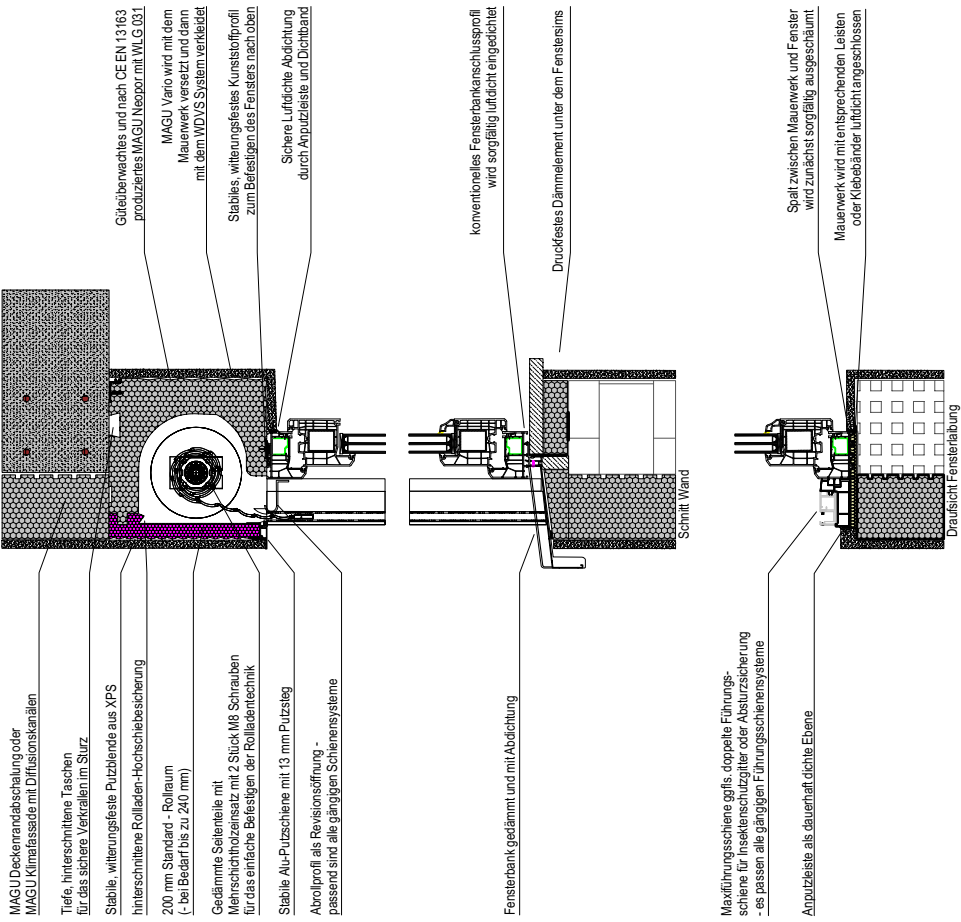 MAGU Deckenrandabschalung oder
MAGU Klimafassade mit Diffusionskanälen
Tiefe, hinterschnittene Taschen
für das sichere Verkrallen im Sturz
Stabile, witterungsfeste Putzblende aus XPS
hinterschnittene Rollladen-Hochschiebesicherung
200 mm Standard - Rollraum
(- bei Bedarf bis zu 240 mm)
Gedämmte Seitenteile mit
Mehrschichtholzeinsatz mit 2 Stück M8 Schrauben
für das einfache Befestigen der Rolladentechnik
Stabile Alu-Putzschiene mit 13 mm Putzsteg
Abrollprofil als Revisionsöffnung -
passend sind alle gängigen Schienensysteme
Fensterbank gedämmt und mit Abdichtung
Maxiführungsschiene ggfls. doppelte Führungs-
schiene für Insektenschutzgitter oder Absturzsicherung
- es passen alle gängigen Führungsschienensysteme
Anputzleiste als dauerhaft dichte Ebene
Güteüberwachtes und nach CE EN 13163
produziertes MAGU Neopor mit WLG 031
MAGU Vario wird mit dem
Mauerwerk versetzt und dann
mit dem WDVS System verkleidet
Stabiles, witterungsfestes Kunststoffprofil
zum Befestigen des Fensters nach oben
Sichere Luftdichte Abdichtung
durch Anputzleiste und Dichtband
konventionelles Fensterbankanschlussprofil
wird sorgfältig luftdicht eingedichtet
Druckfestes Dämmelement unter dem Fenstersims
Spalt zwischen Mauerwerk und Fenster
wird zunächst sorgfältig ausgeschäumt
Mauerwerk wird mit entsprechenden Leisten
oder Klebebänder luftdicht angeschlossen
Schnitt Wand
Draufsicht Fensterlaibung